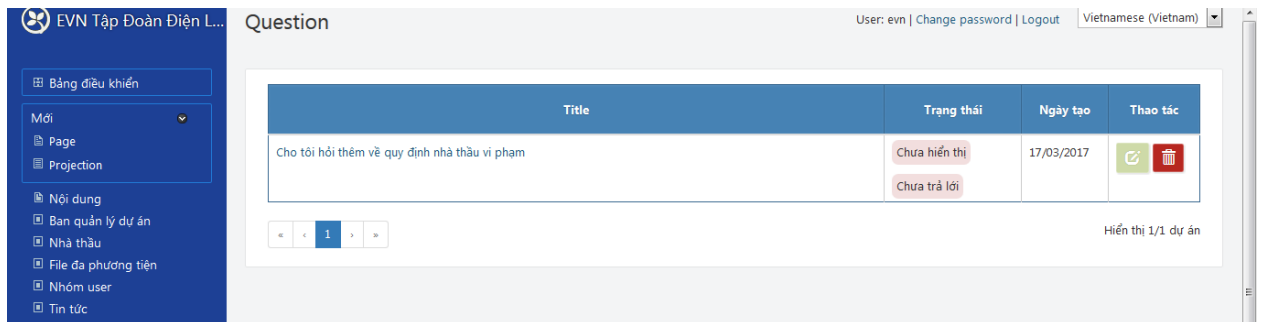 EVN Tập Đoàn Điện L...
Question
User: evn | Change password | Logout
Vietnamese (Vietnam)
Bảng điều khiển
Mới
Page
Projection
Nội dung
Ban quản lý dự án
Nhà thầu
File đa phương tiện
Nhóm user
Tin tức
Title Trạng thái Ngày tạo Thao tác
Cho tôi hỏi thêm về quy định nhà thầu vi phạm Chưa hiển thị 17/03/2017
Chưa trả lới
« ‹ 1 › »
Hiển thị 1/1 dự án